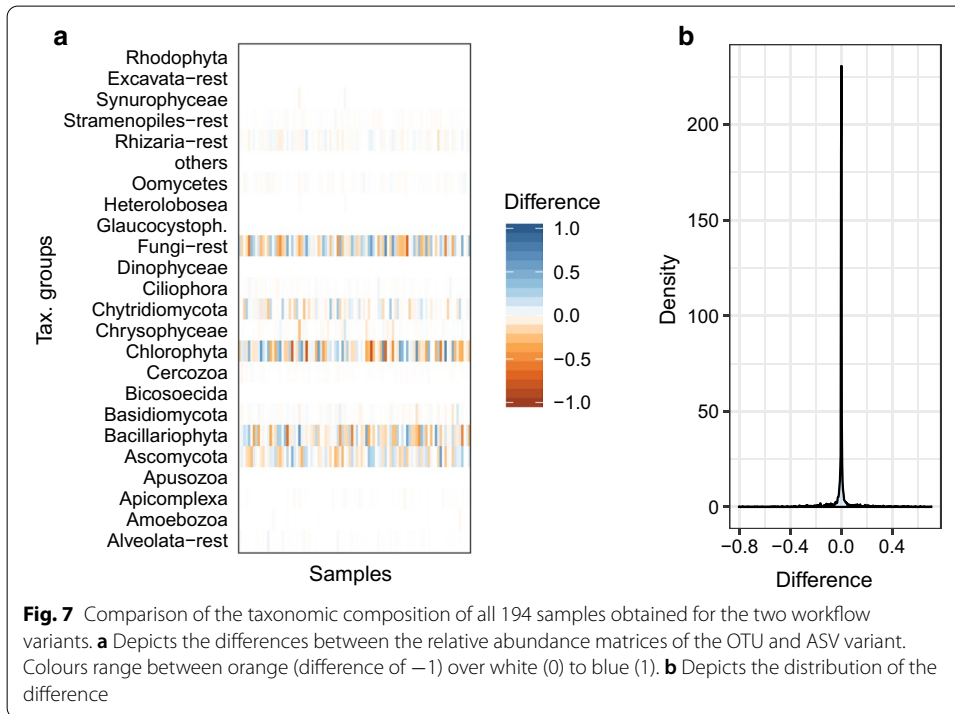 a
Rhodophyta
Excavata−rest
Synurophyceae
Stramenopiles−rest
Rhizaria−rest
others
Oomycetes
Heterolobosea
Glaucocystoph.
Fungi−rest
Dinophyceae
Ciliophora
Chytridiomycota
Chrysophyceae
Chlorophyta
Cercozoa
Bicosoecida
Basidiomycota
Bacillariophyta
Ascomycota
Apusozoa
Apicomplexa
Amoebozoa
Alveolata−rest
Tax. groups
Samples
Difference
1.0
0.5
0.0
−0.5
−1.0
b
Density
200
150
100
50
0
−0.8 −0.4 0.0 0.4
Difference
Fig. 7 Comparison of the taxonomic composition of all 194 samples obtained for the two workflow
variants. a Depicts the differences between the relative abundance matrices of the OTU and ASV variant.
Colours range between orange (difference of −1) over white (0) to blue (1). b Depicts the distribution of the
difference